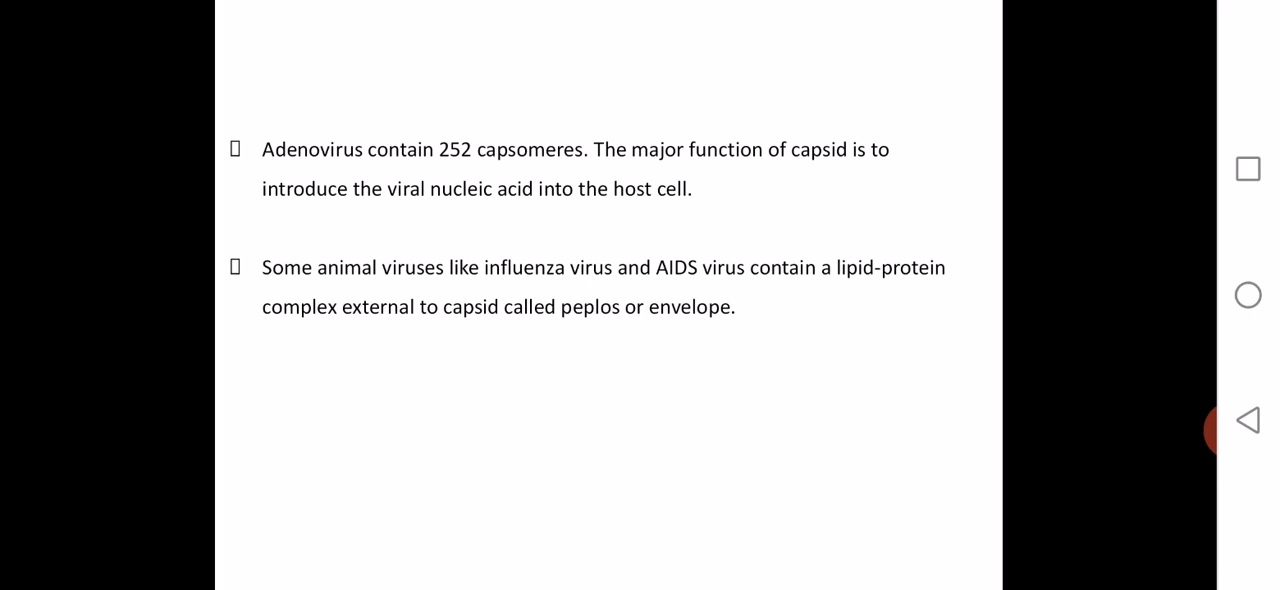 Adenovirus contain 252 capsomeres. The major function of capsid is to
introduce the viral nucleic acid into the host cell.
Some animal viruses like influenza virus and AIDS virus contain a lipid-protein
complex external to capsid called peplos or envelope.